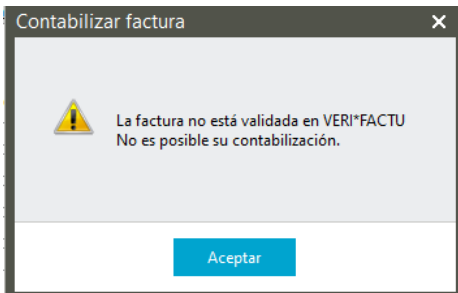 Contabilizar factura
La factura no está validada en VERI*FACTU
No es posible su contabilización.
Aceptar